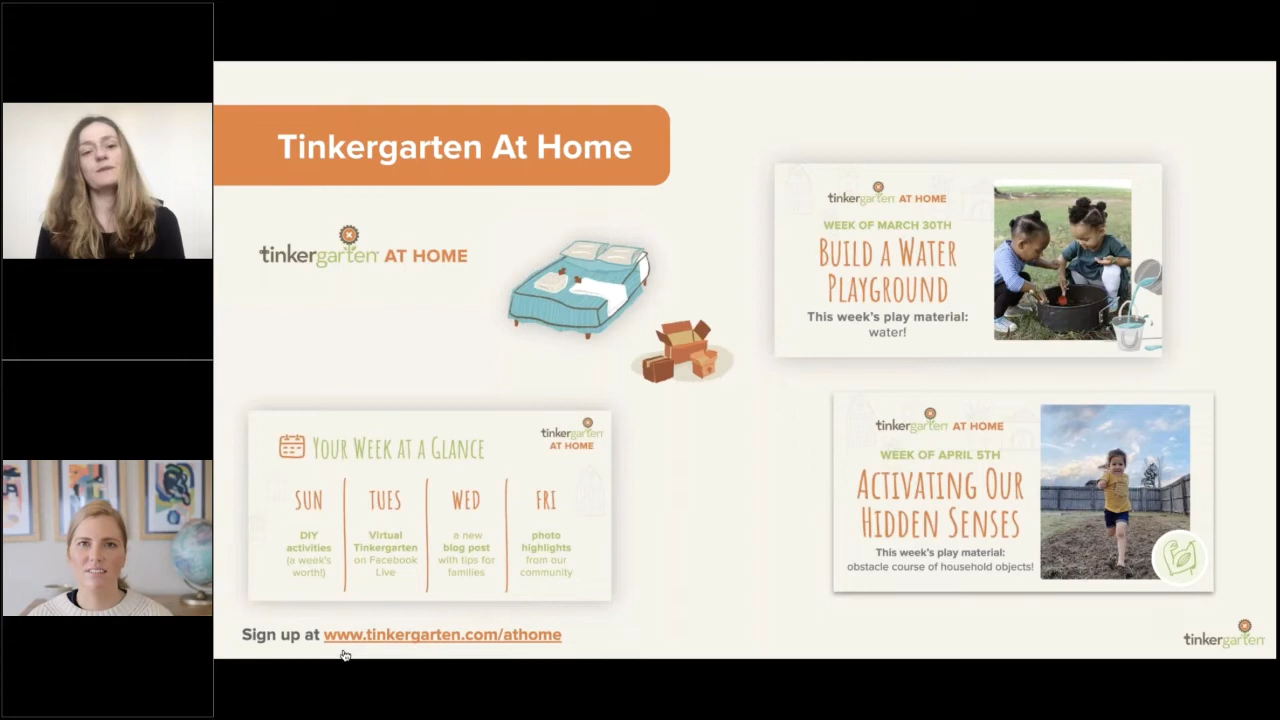 Tinkergarten At Home
tinkergarten AT HOME
YOUR WEEK AT A GLANCE
tinkergarten
AT HOME
SUN
DIY
activities
(a week's
worth!)
TUES
Virtual
Tinkergarten
on Facebook
Live
WED
a new
blog post
with tips for
families
FRI
photo
highlights
from our
community
Sign up at www.tinkergarten.com/athome
tinkergarten AT HOME
WEEK OF MARCH 30TH
BUILD A WATER
PLAYGROUND
This week's play material:
water!
tinkergarten AT HOME
WEEK OF APRIL 5TH
ACTIVATING OUR
HIDDEN SENSES
This week's play material:
obstacle course of household objects!
tinkergarten